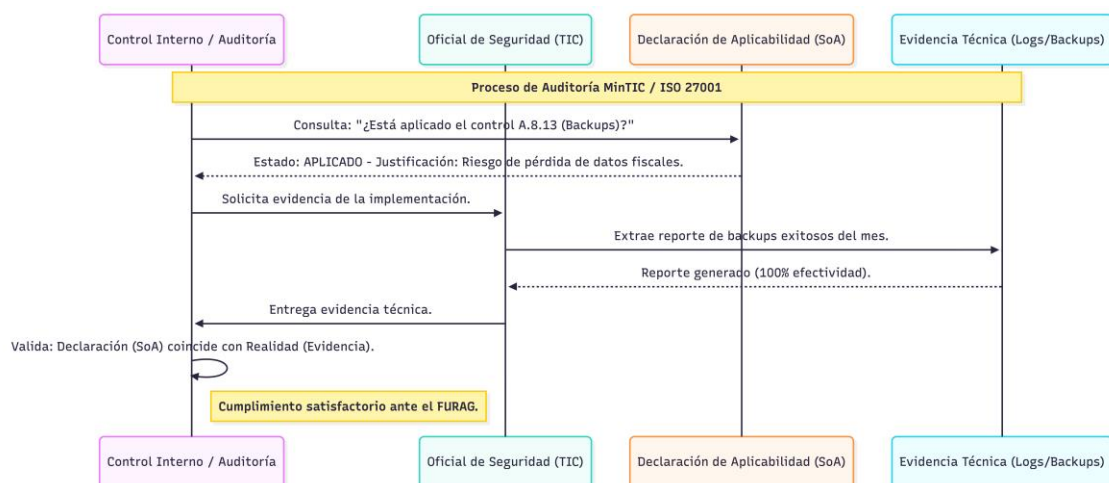 Control Interno / Auditoría
Oficial de Seguridad (TIC)
Declaración de Aplicabilidad (SoA)
Evidencia Técnica (Logs/Backups)
Proceso de Auditoría MinTIC / ISO 27001
Consulta: "¿Está aplicado el control A.8.13 (Backups)?"
Estado: APLICADO - Justificación: Riesgo de pérdida de datos fiscales.
Solicita evidencia de la implementación.
Extrae reporte de backups exitosos del mes.
Reporte generado (100% efectividad).
Entrega evidencia técnica.
Valida: Declaración (SoA) coincide con Realidad (Evidencia).
Cumplimiento satisfactorio ante el FURAG.
Control Interno / Auditoría
Oficial de Seguridad (TIC)
Declaración de Aplicabilidad (SoA)
Evidencia Técnica (Logs/Backups)